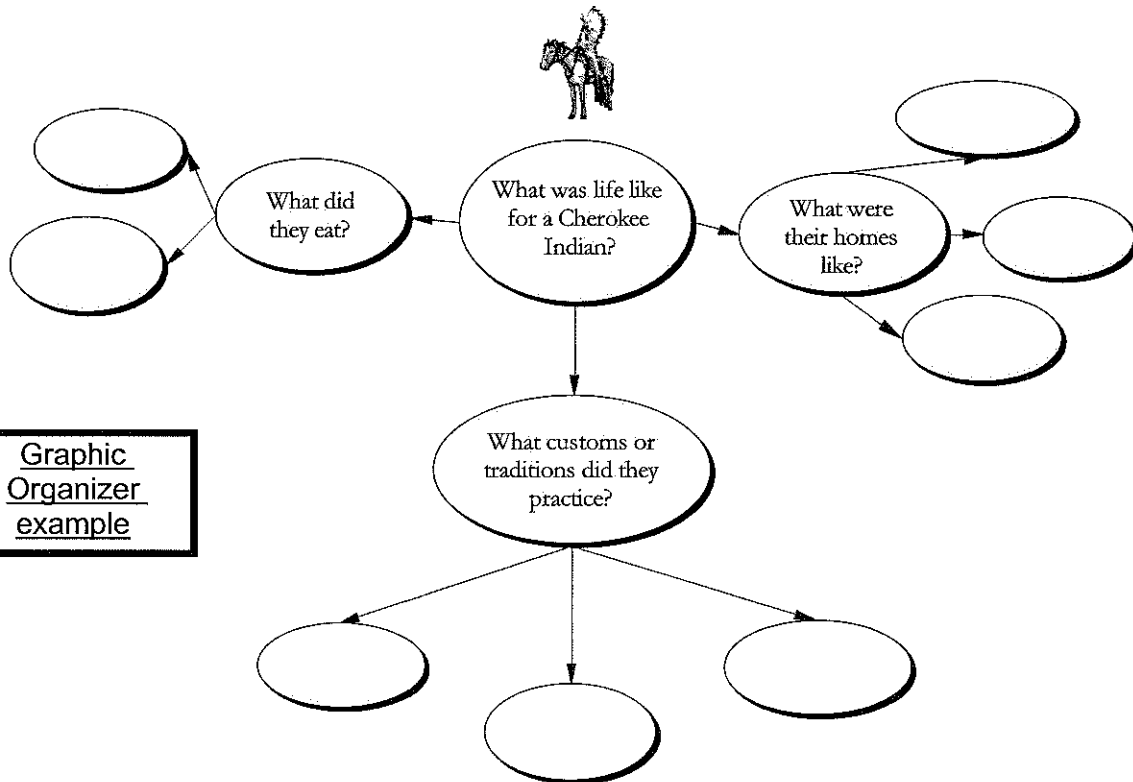 What was life like
for a Cherokee
Indian?
What did
they eat?
What were
their homes
like?
What customs or
traditions did they
practice?
Graphic
Organizer
example